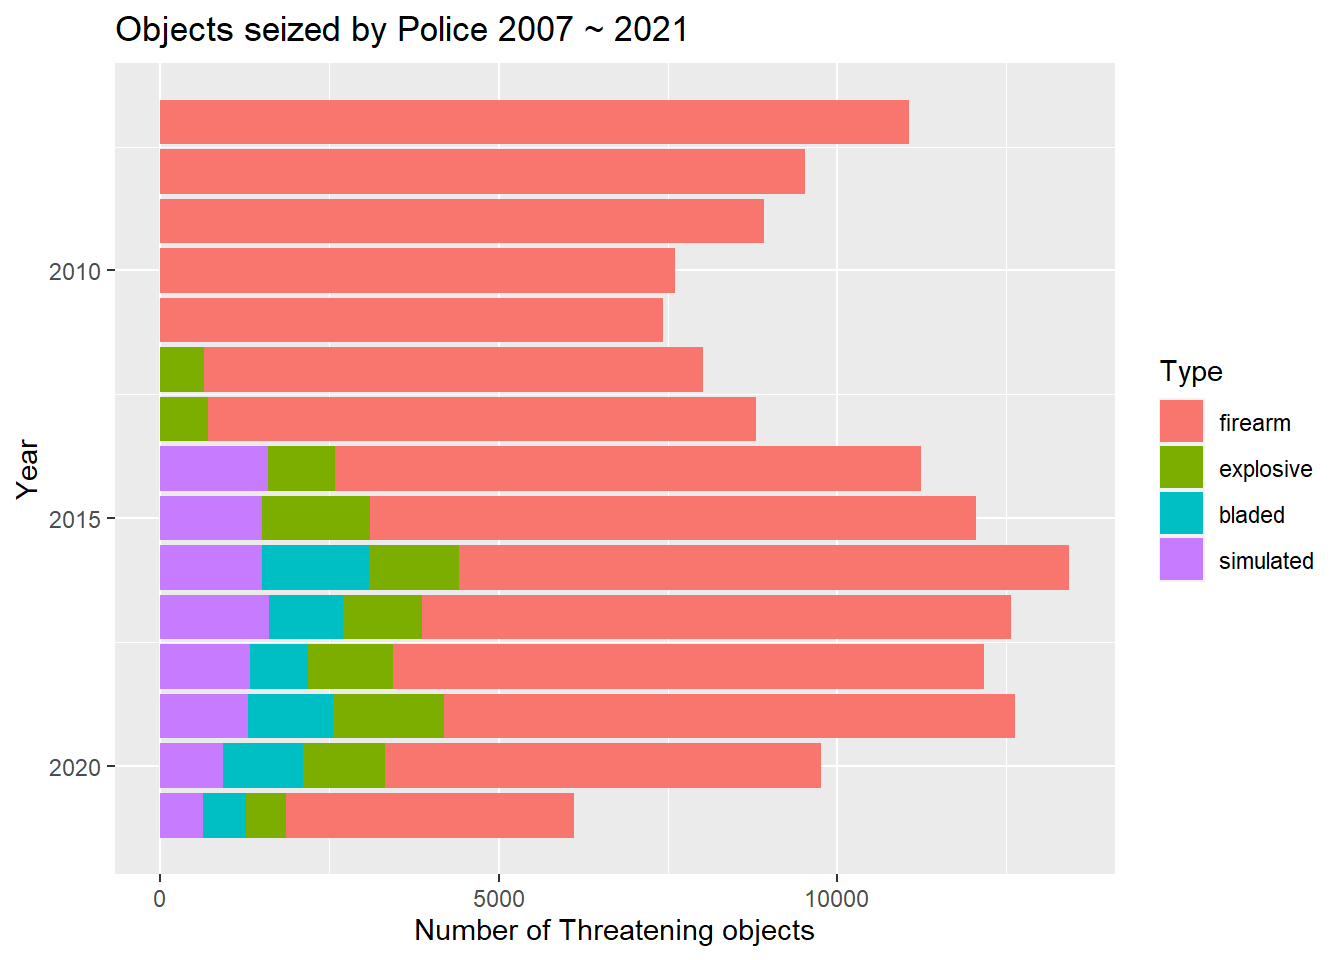 Objects seized by Police 2007 ~ 2021
2010
2015
2020
Year
0
5000
10000
Number of Threatening objects
Type
firearm
explosive
bladed
simulated